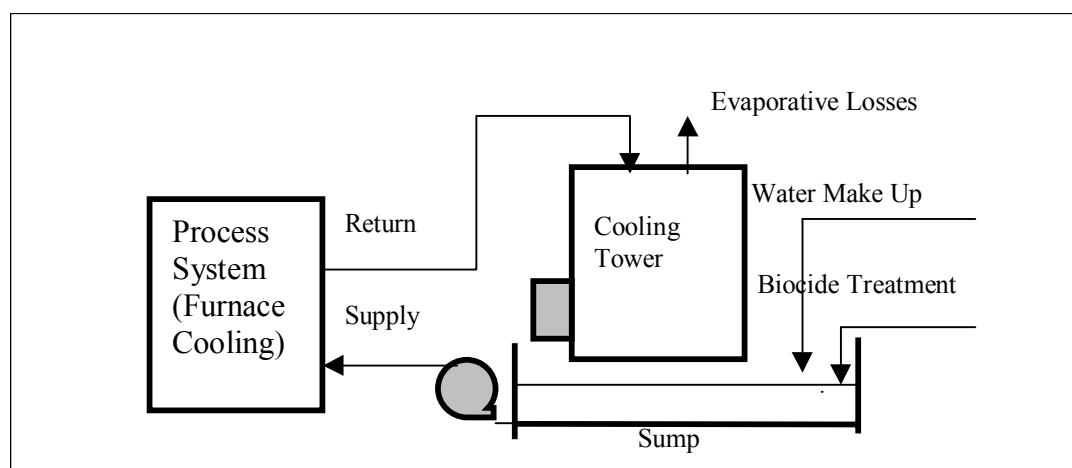 Evaporative Losses
Water Make Up
Return
Cooling
Tower
Process
System
(Furnace
Cooling)
Biocide Treatment
Supply
Sump